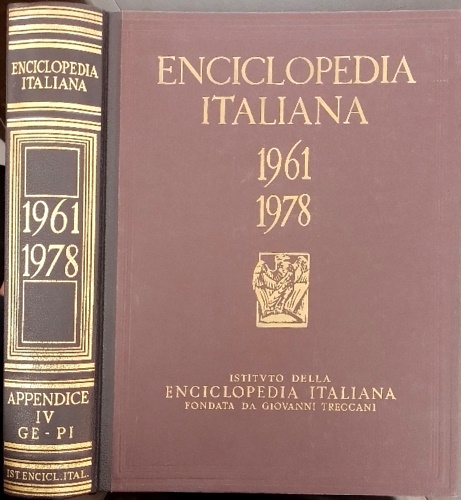 ENCICLOPEDIA
ITALIANA
1961
1978
APPENDICE
IV
GE - PI
IST. ENCICL. ITAL.
ENCICLOPEDIA
ITALIANA
1961
1978
ISTITVTO DELLA
ENCICLOPEDIA ITALIANA
FONDATA DA GIOVANNI TRECCANI